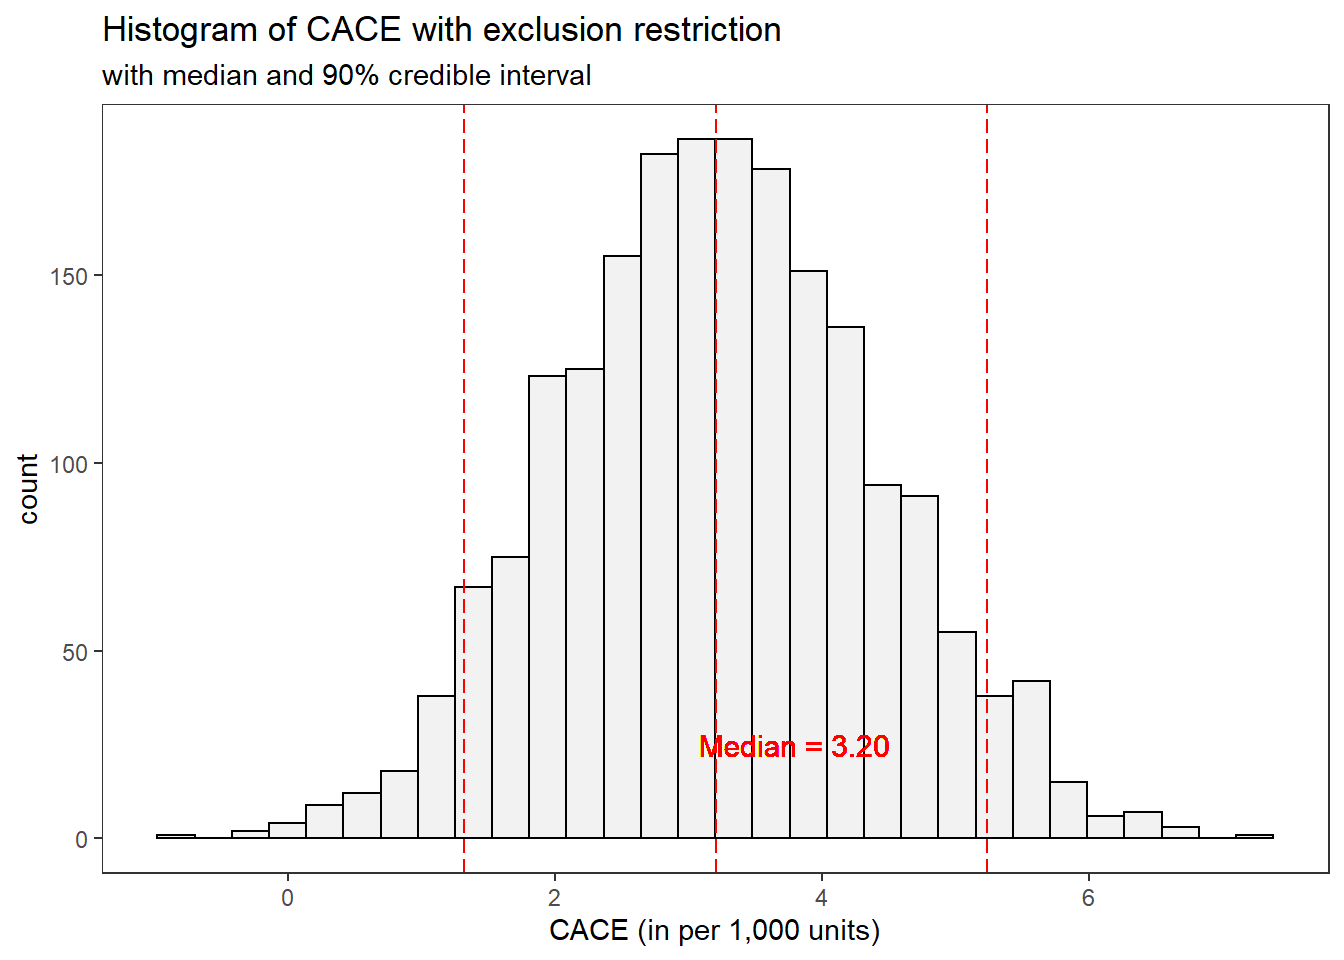 Histogram of CACE with exclusion restriction
with median and 90% credible interval
150
100
50
0
count
Median = 3.20
0 2 4 6
CACE (in per 1,000 units)